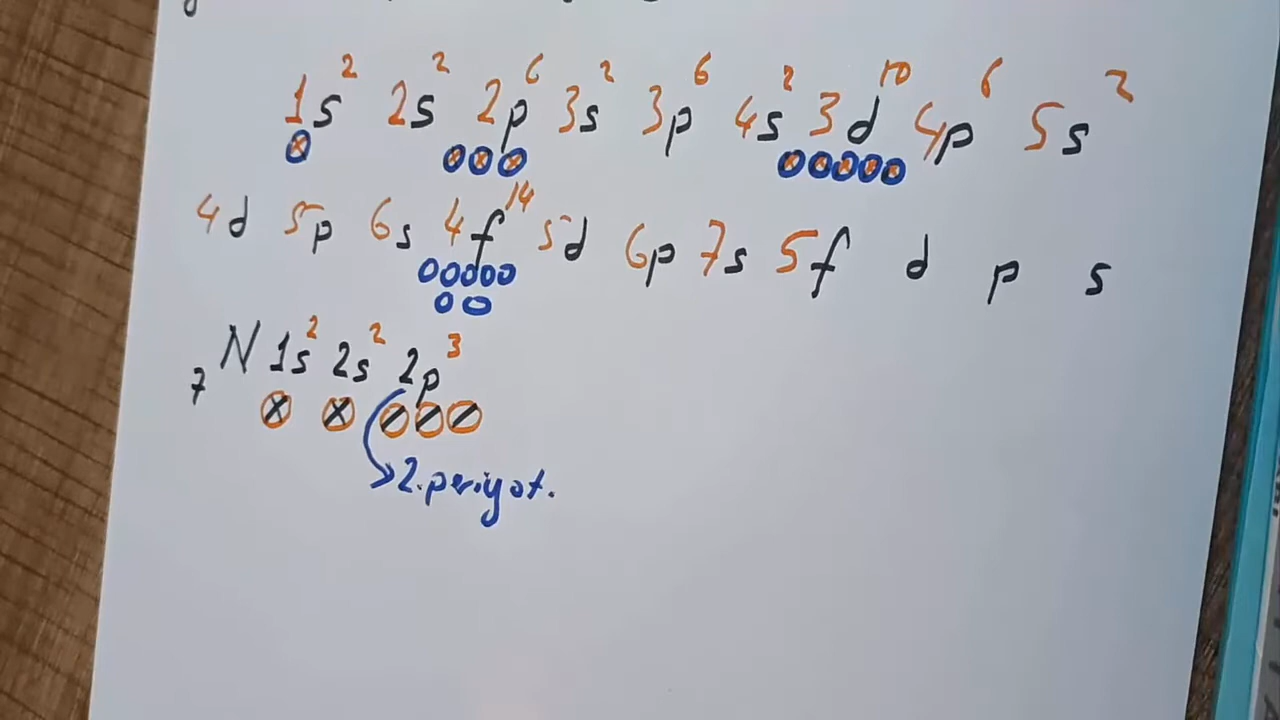 1s² 2s² 2p⁶ 3s² 3p⁶ 4s² 3d¹⁰ 4p⁶ 5s²
4d 5p 6s 4f¹⁴ 5d 6p 7s 5f d p s
₇N 1s² 2s² 2p³
2.periyot.